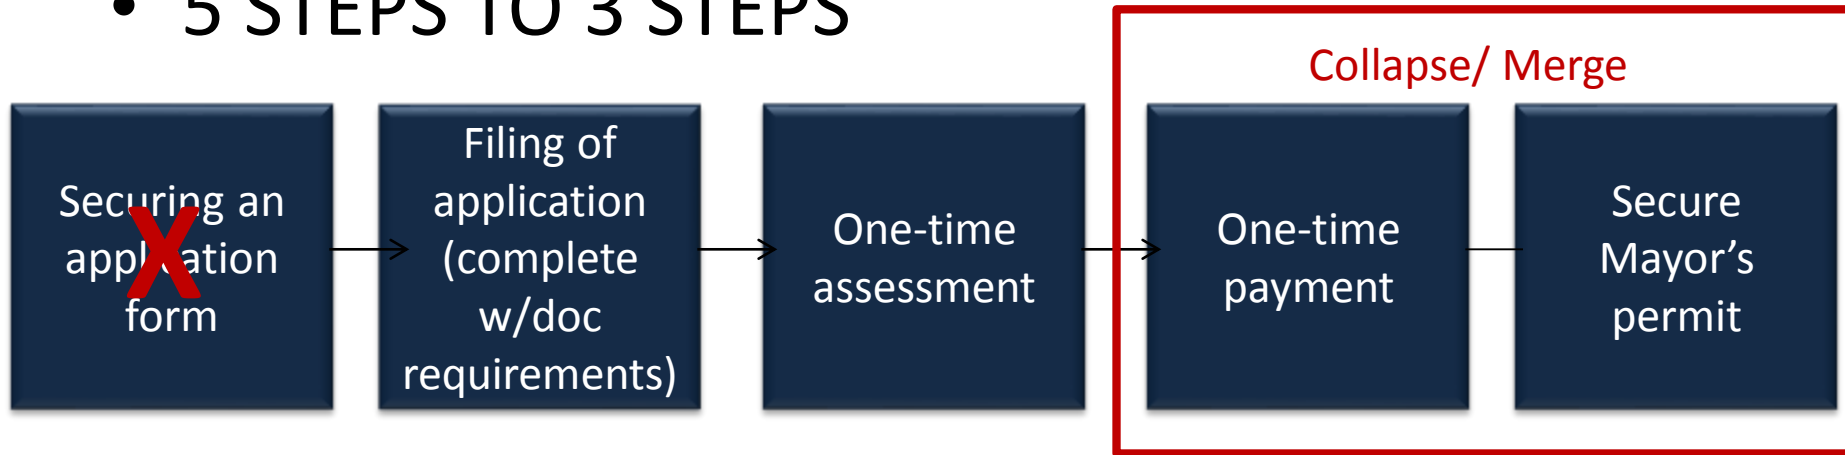 • 5 STEPS TO 3 STEPS
Collapse/ Merge
Securing an
application
form
X
Filing of
application
(complete
w/doc
requirements)
One-time
assessment
One-time
payment
Secure
Mayor’s
permit